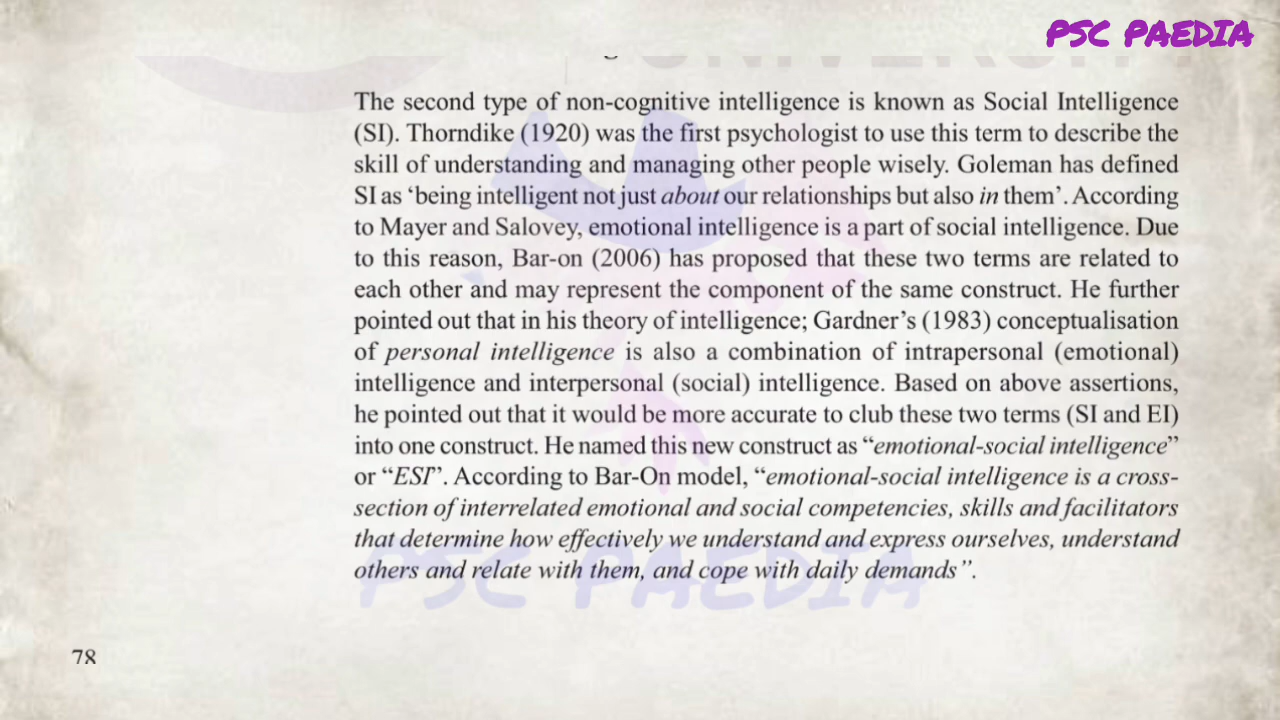 PSC PAEDIA
The second type of non-cognitive intelligence is known as Social Intelligence
(SI). Thorndike (1920) was the first psychologist to use this term to describe the
skill of understanding and managing other people wisely. Goleman has defined
SI as ‘being intelligent not just about our relationships but also in them’. According
to Mayer and Salovey, emotional intelligence is a part of social intelligence. Due
to this reason, Bar-on (2006) has proposed that these two terms are related to
each other and may represent the component of the same construct. He further
pointed out that in his theory of intelligence; Gardner’s (1983) conceptualisation
of personal intelligence is also a combination of intrapersonal (emotional)
intelligence and interpersonal (social) intelligence. Based on above assertions,
he pointed out that it would be more accurate to club these two terms (SI and EI)
into one construct. He named this new construct as “emotional-social intelligence”
or “ESI”. According to Bar-On model, “emotional-social intelligence is a cross-
section of interrelated emotional and social competencies, skills and facilitators
that determine how effectively we understand and express ourselves, understand
others and relate with them, and cope with daily demands”.
PSC PAEDIA
78